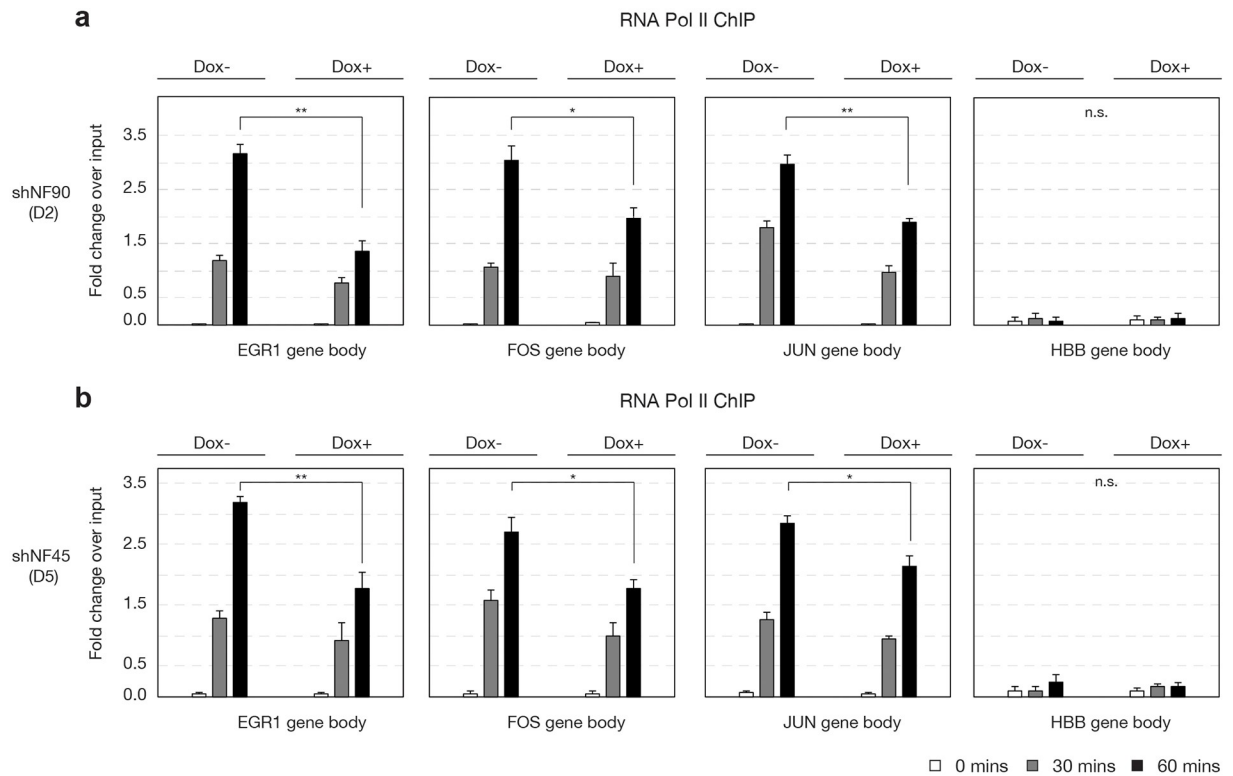 a
RNA Pol II ChIP
Dox- Dox+ Dox- Dox+ Dox- Dox+ Dox- Dox+
shNF90
(D2)
Fold change over input
3.5
2.5
1.5
0.5
0.0
** * ** n.s.
EGR1 gene body FOS gene body JUN gene body HBB gene body
b
RNA Pol II ChIP
Dox- Dox+ Dox- Dox+ Dox- Dox+ Dox- Dox+
shNF45
(D5)
Fold change over input
3.5
2.5
1.5
0.5
0.0
** * * n.s.
EGR1 gene body FOS gene body JUN gene body HBB gene body
0 mins 30 mins 60 mins